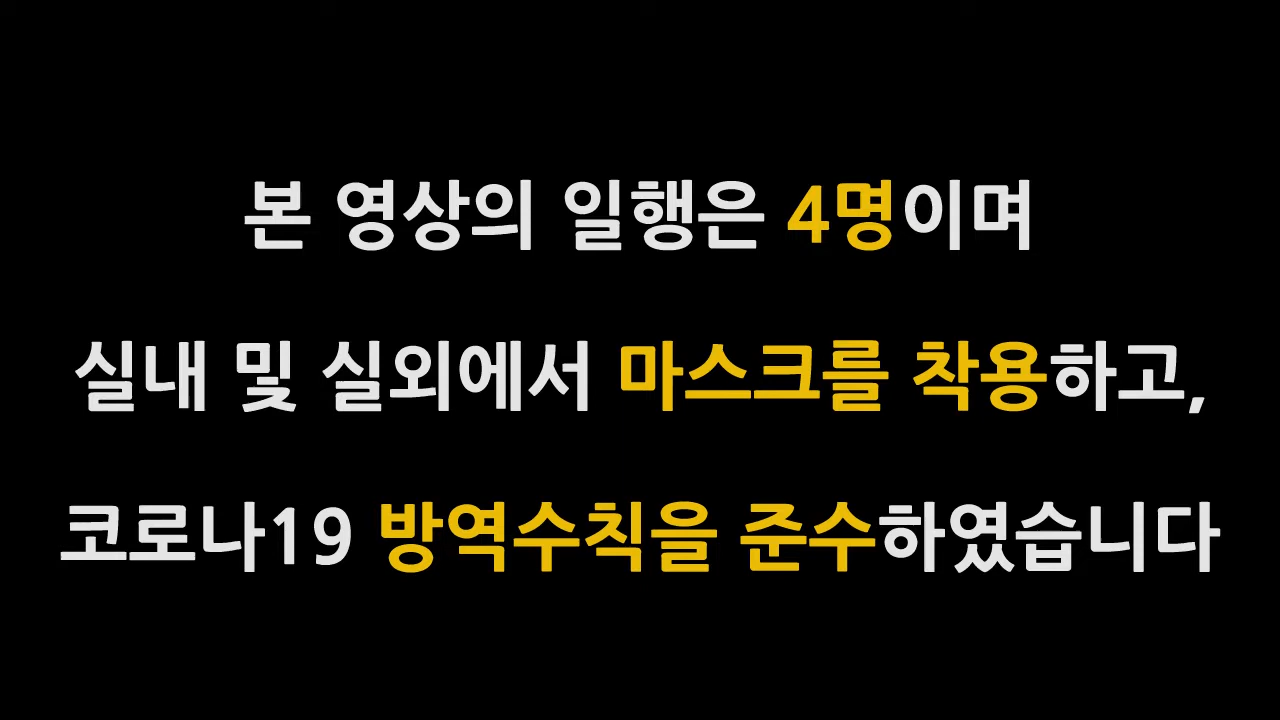 본 영상의 일행은 4명이며
실내 및 실외에서 마스크를 착용하고,
코로나19 방역수칙을 준수하였습니다